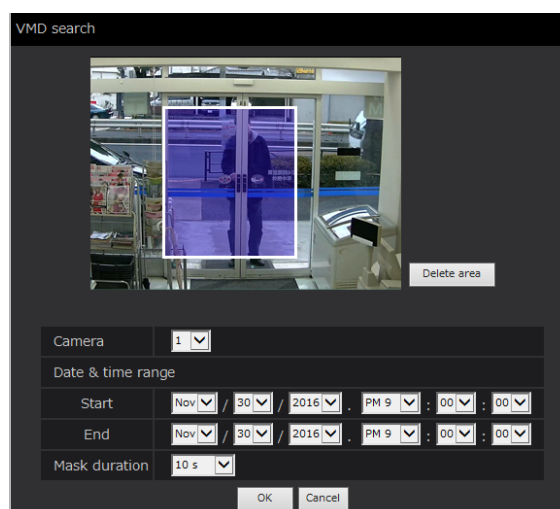 VMD search
Delete area
Camera 1
Date & time range
Start Nov / 30 / 2016 . PM 9 : 00 : 00
End Nov / 30 / 2016 . PM 9 : 00 : 00
Mask duration 10 s
OK Cancel